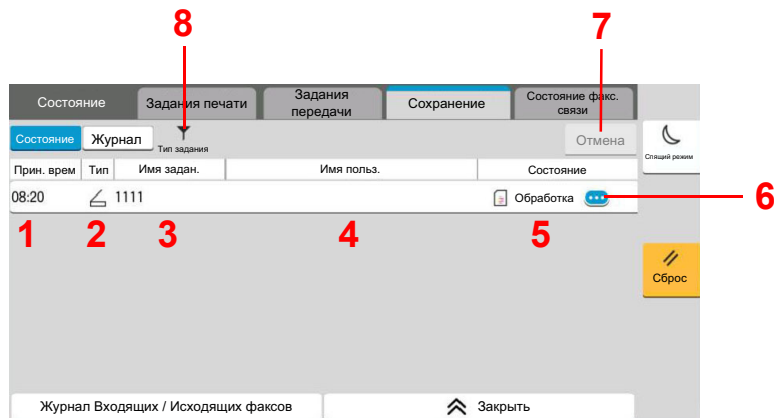 8
7
Состояние
Задания печати
Задания
передачи
Сохранение
Состояние факс.
связи
Состояние
Журнал
Тип задания
Отмена
Спящий режим
Прин. врем
Тип
Имя задан.
Имя польз.
Состояние
08:20
1111
Обработка
6
1
2
3
4
5
Сброс
Журнал Входящих / Исходящих факсов
Закрыть